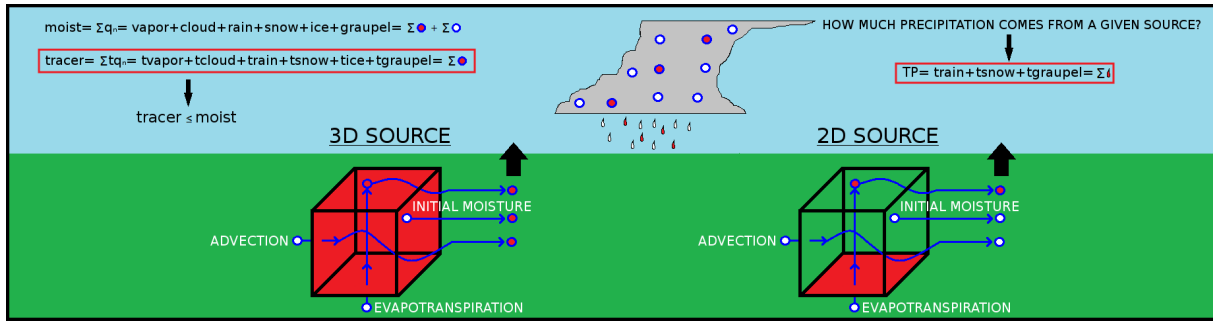 moist= Σqₙ= vapor+cloud+rain+snow+ice+graupel= Σ + Σ
tracer= Σtqₙ= tvapor+tcloud+train+tsnow+tice+tgraupel= Σ
tracer ≤ moist
HOW MUCH PRECIPITATION COMES FROM A GIVEN SOURCE?
TP= train+tsnow+tgraupel= Σ
3D SOURCE
INITIAL MOISTURE
ADVECTION
EVAPOTRANSPIRATION
2D SOURCE
INITIAL MOISTURE
ADVECTION
EVAPOTRANSPIRATION